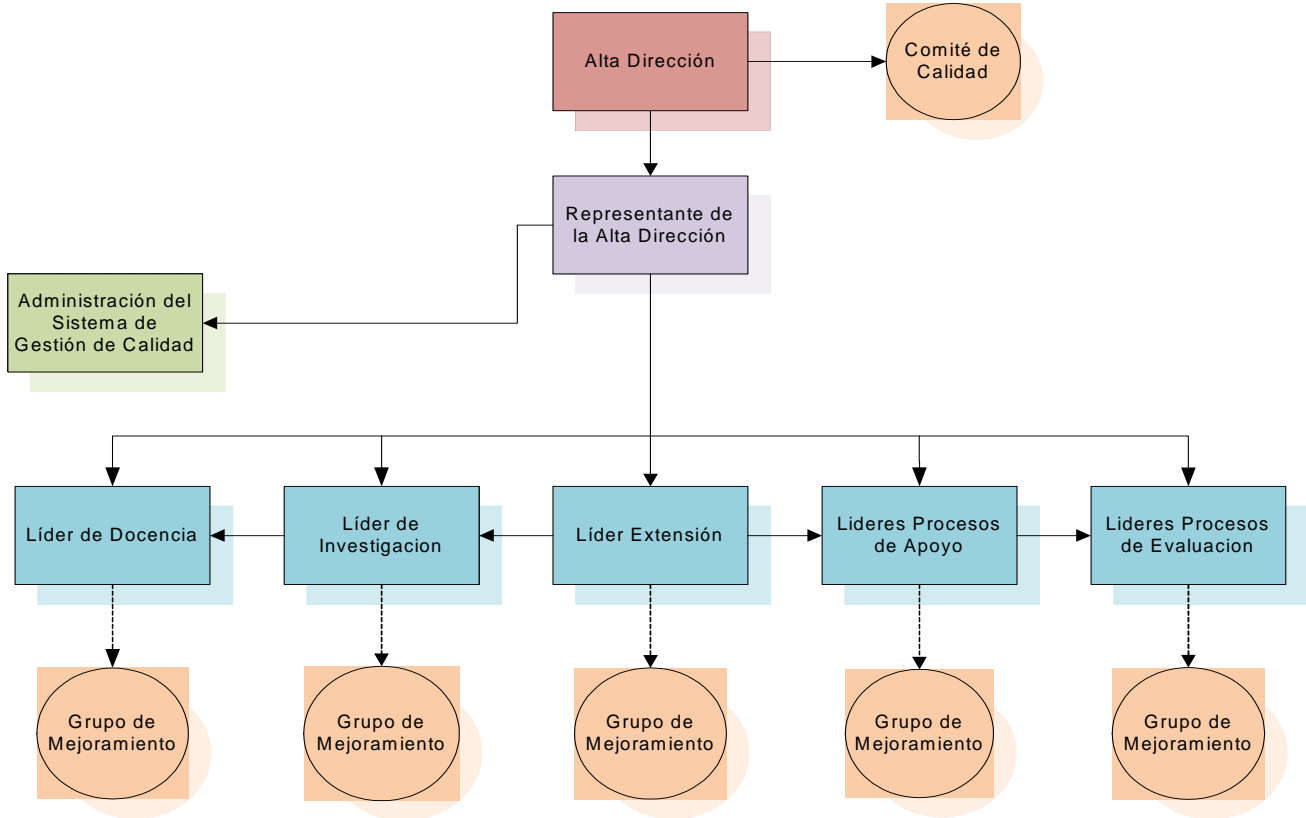 Alta Dirección
Comité de
Calidad
Representante de
la Alta Dirección
Administración del
Sistema de
Gestión de Calidad
Líder de Docencia
Líder de
Investigacion
Líder Extensión
Lideres Procesos
de Apoyo
Lideres Procesos
de Evaluacion
Grupo de
Mejoramiento
Grupo de
Mejoramiento
Grupo de
Mejoramiento
Grupo de
Mejoramiento
Grupo de
Mejoramiento